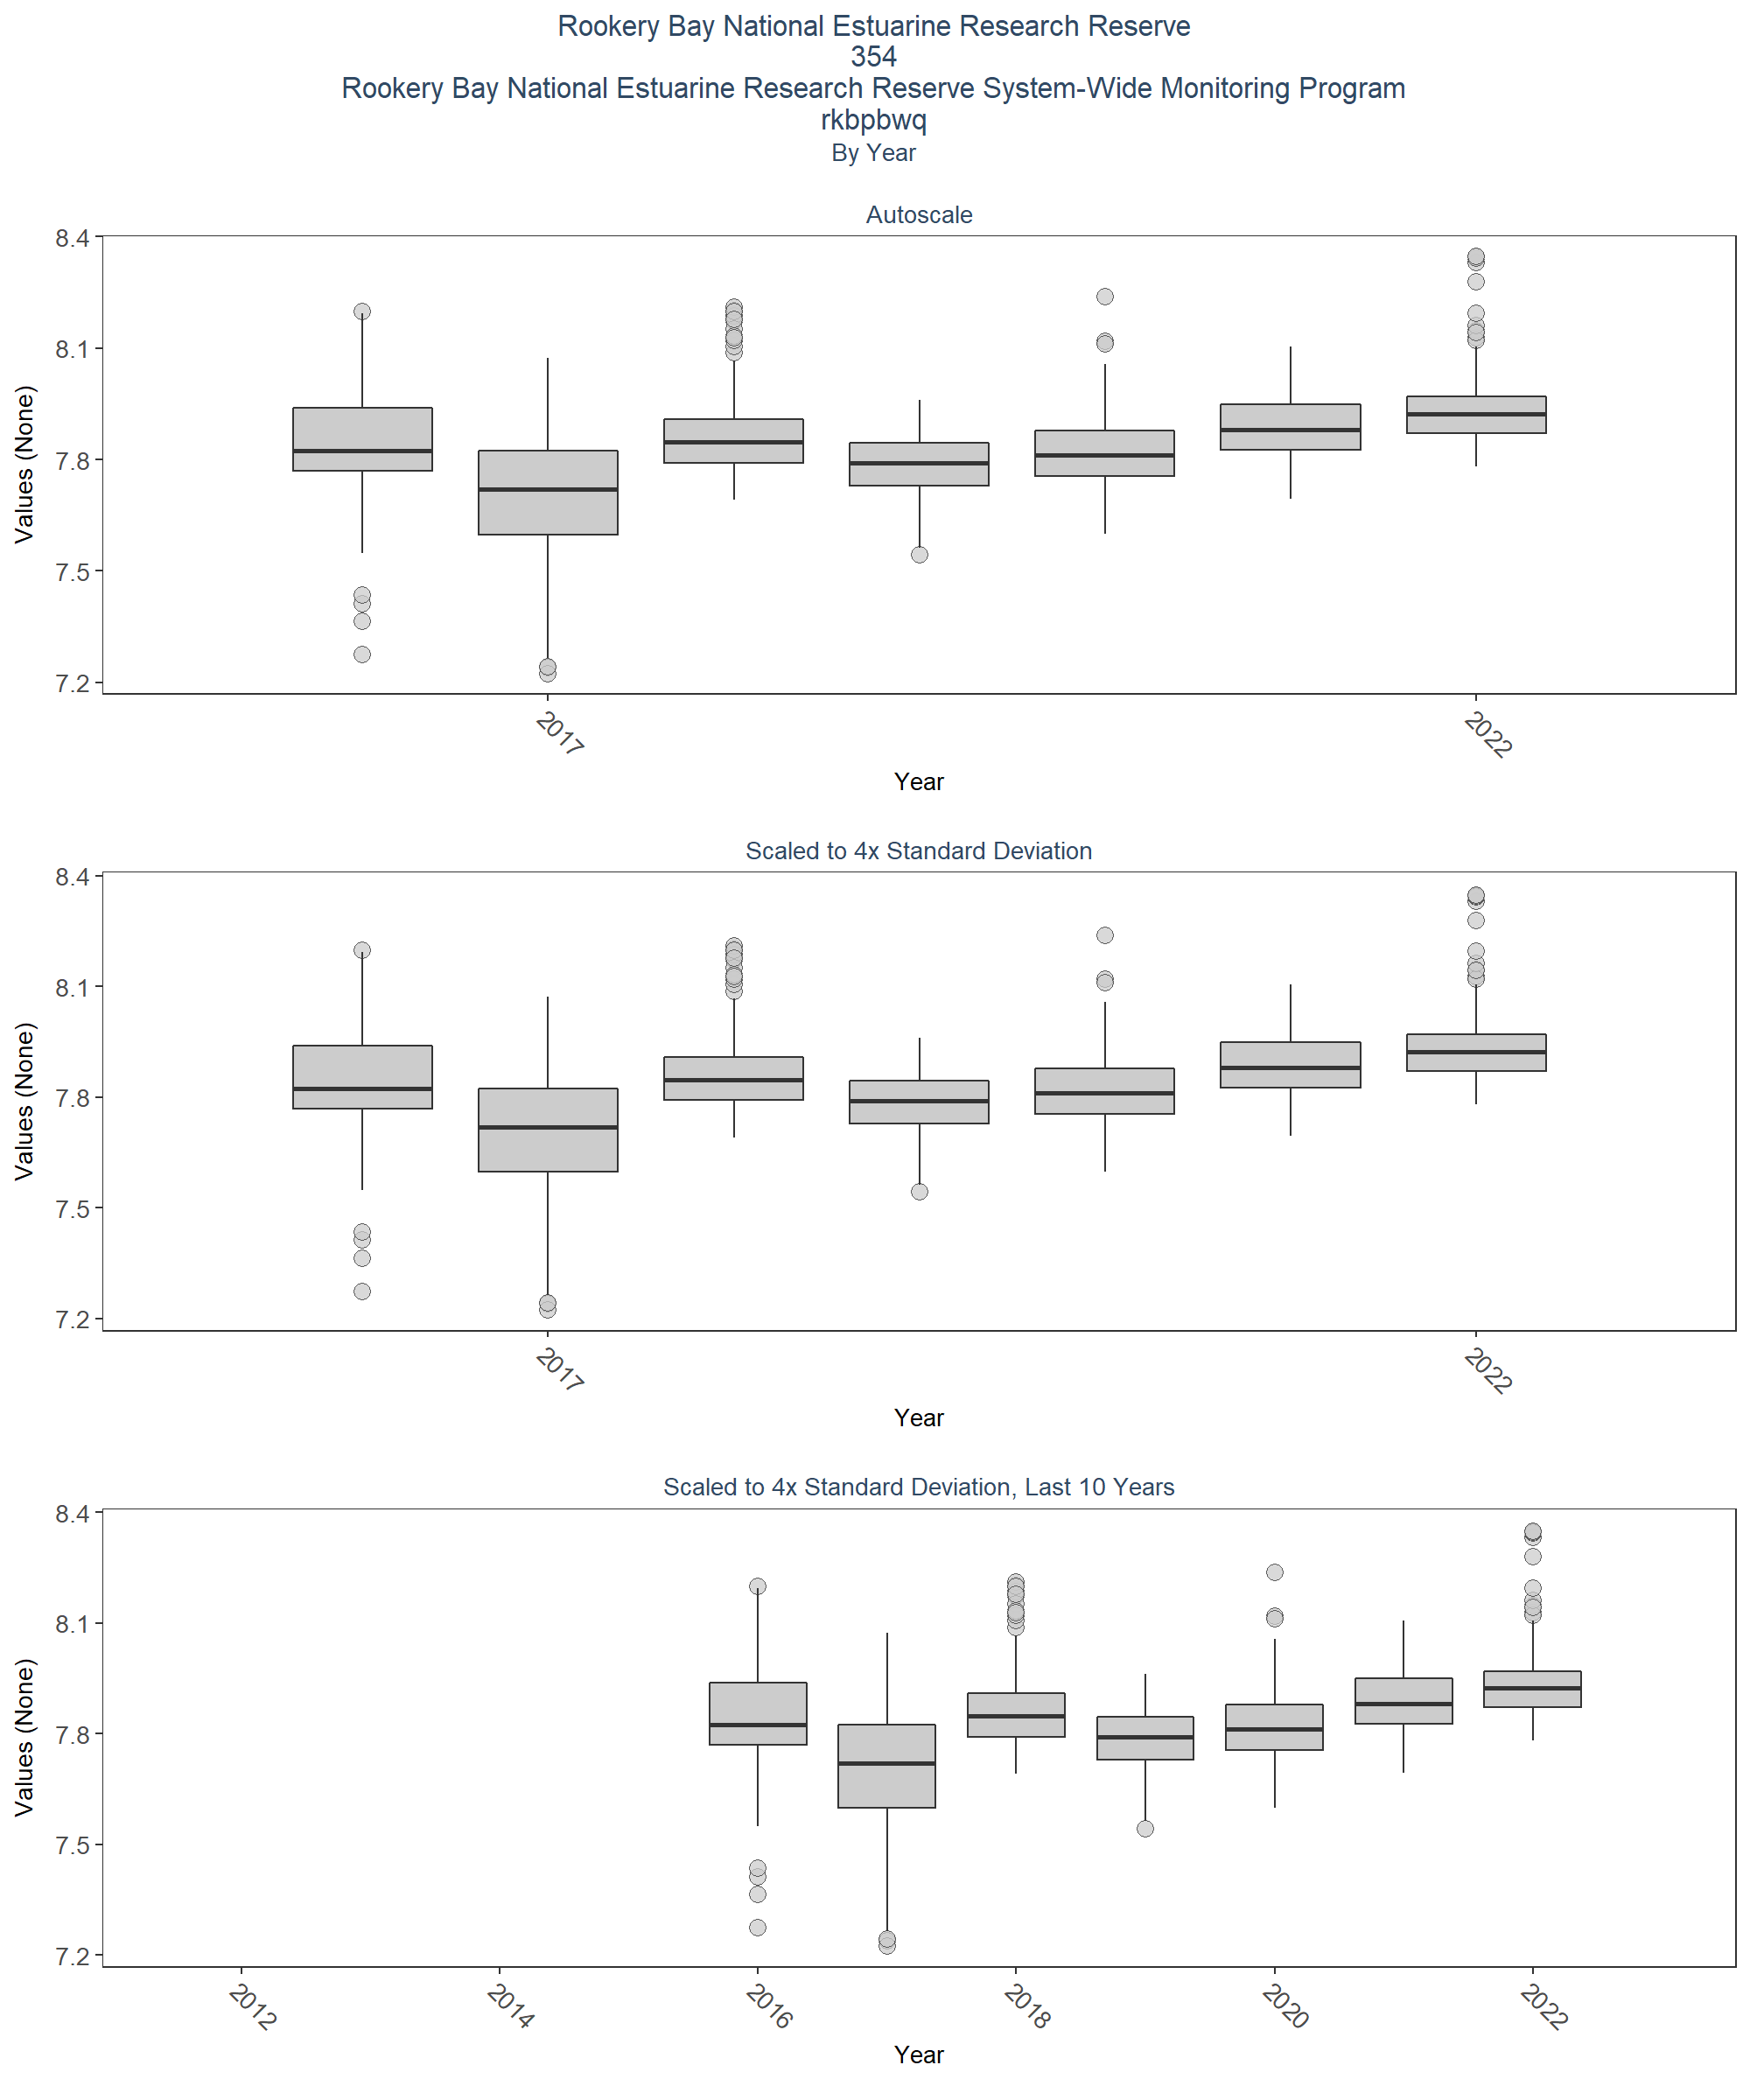 Rookery Bay National Estuarine Research Reserve
354
Rookery Bay National Estuarine Research Reserve System-Wide Monitoring Program
rkbpbwq
By Year
Autoscale
8.4
8.1
7.8
7.5
7.2
Values (None)
2017
2022
Year
Scaled to 4x Standard Deviation
8.4
8.1
7.8
7.5
7.2
Values (None)
2017
2022
Year
Scaled to 4x Standard Deviation, Last 10 Years
8.4
8.1
7.8
7.5
7.2
Values (None)
2012
2014
2016
2018
2020
2022
Year